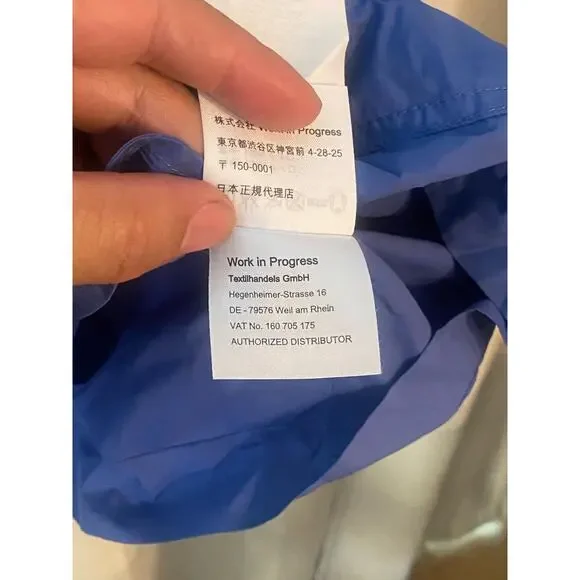 株式会社 Work in Progress
東京都渋谷区神宮前 4-28-25
〒 150-0001
日本正規代理店
Work in Progress
Textilhandels GmbH
Hegenheimer-Strasse 16
DE - 79576 Weil am Rhein
VAT No. 160 705 175
AUTHORIZED DISTRIBUTOR